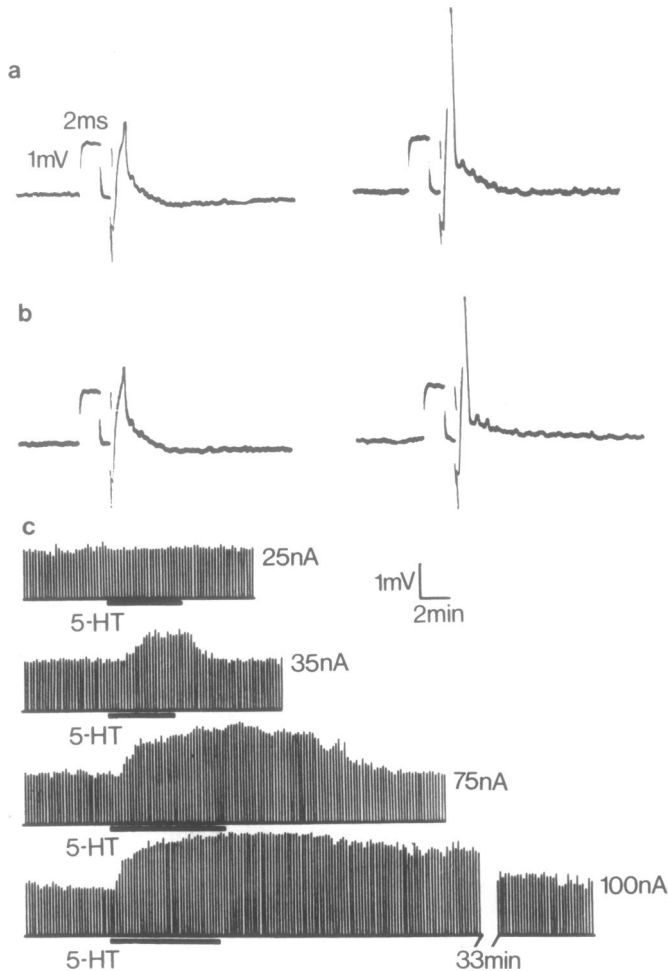 a
2ms
1mV
b
c
25nA
5-HT
1mV
2min
35nA
5-HT
75nA
5-HT
100nA
5-HT
33min